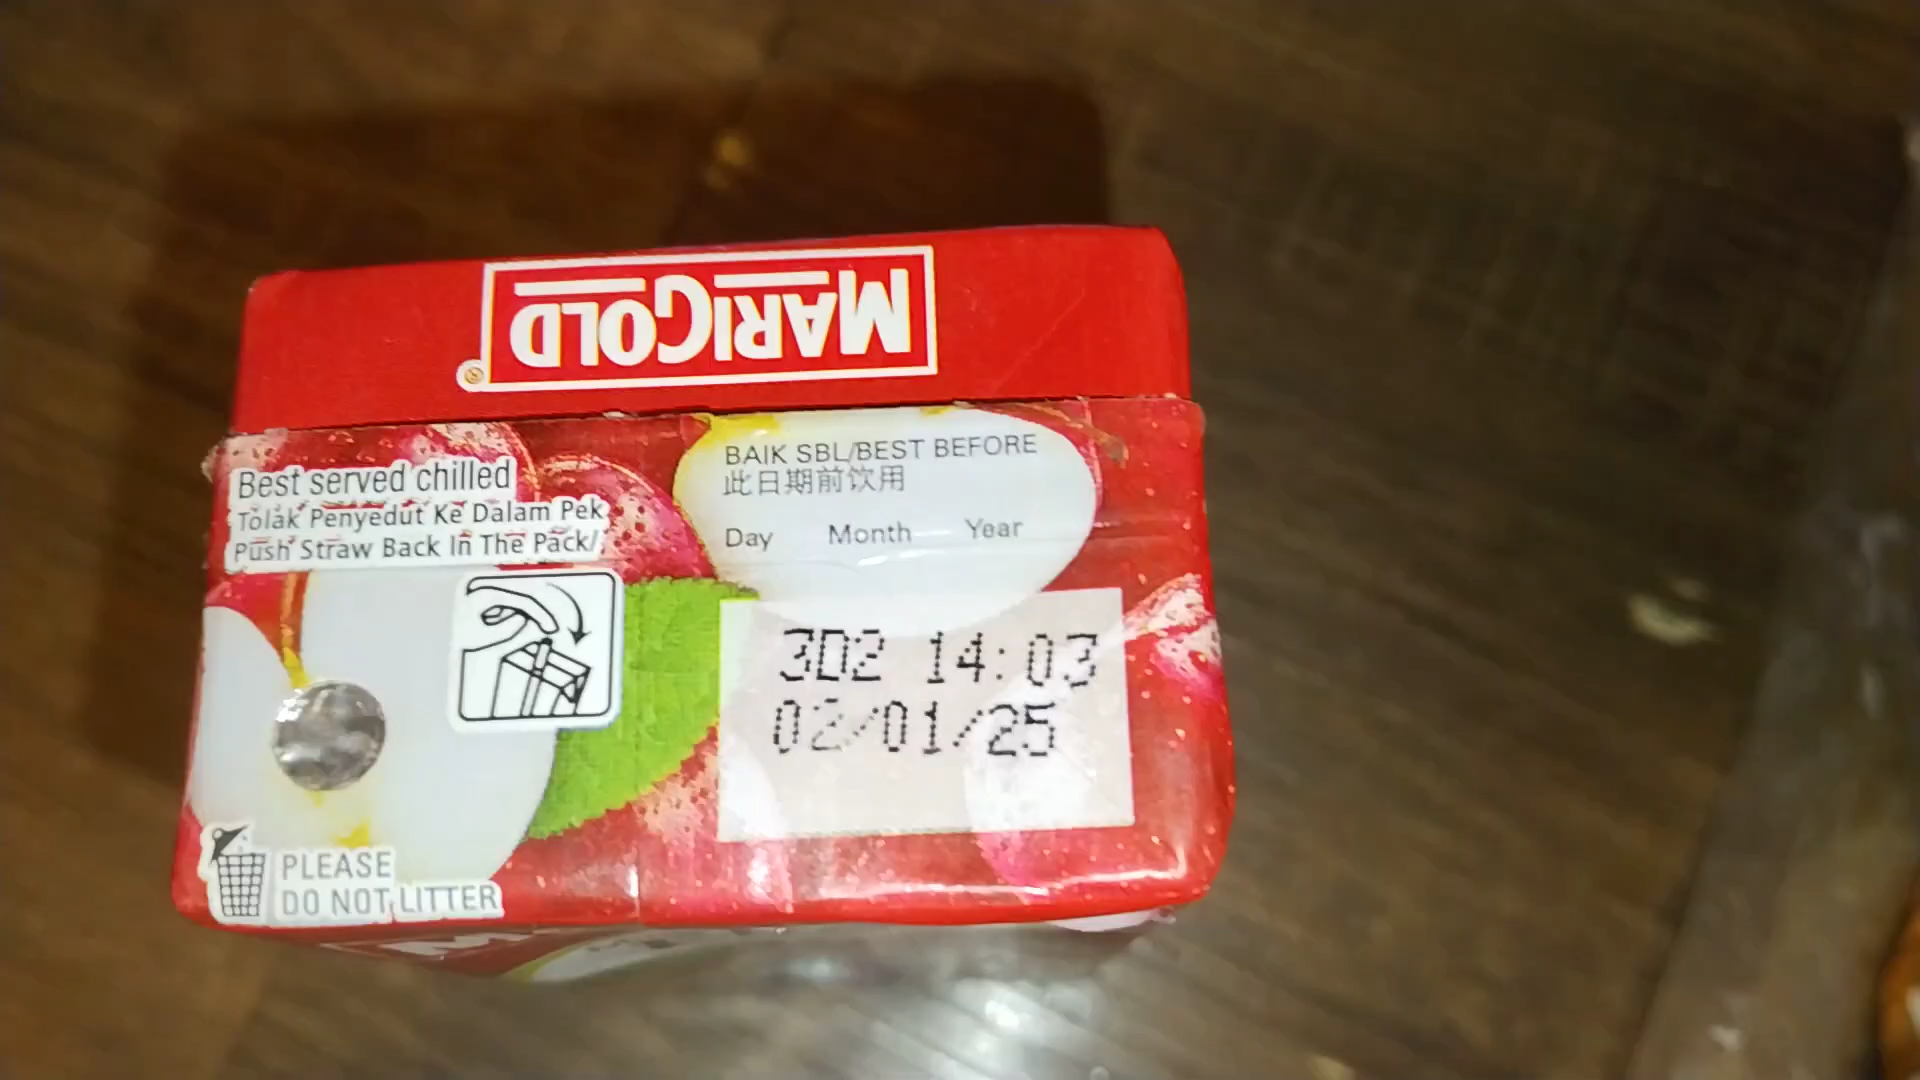 MARIGOLD
BAIK SBL/BEST BEFORE
此日期前饮用
Day Month Year
Best served chilled
Tolak Penyedut Ke Dalam Pek
Push Straw Back In The Pack/
3D2 14:03
02/01/25
PLEASE
DO NOT LITTER